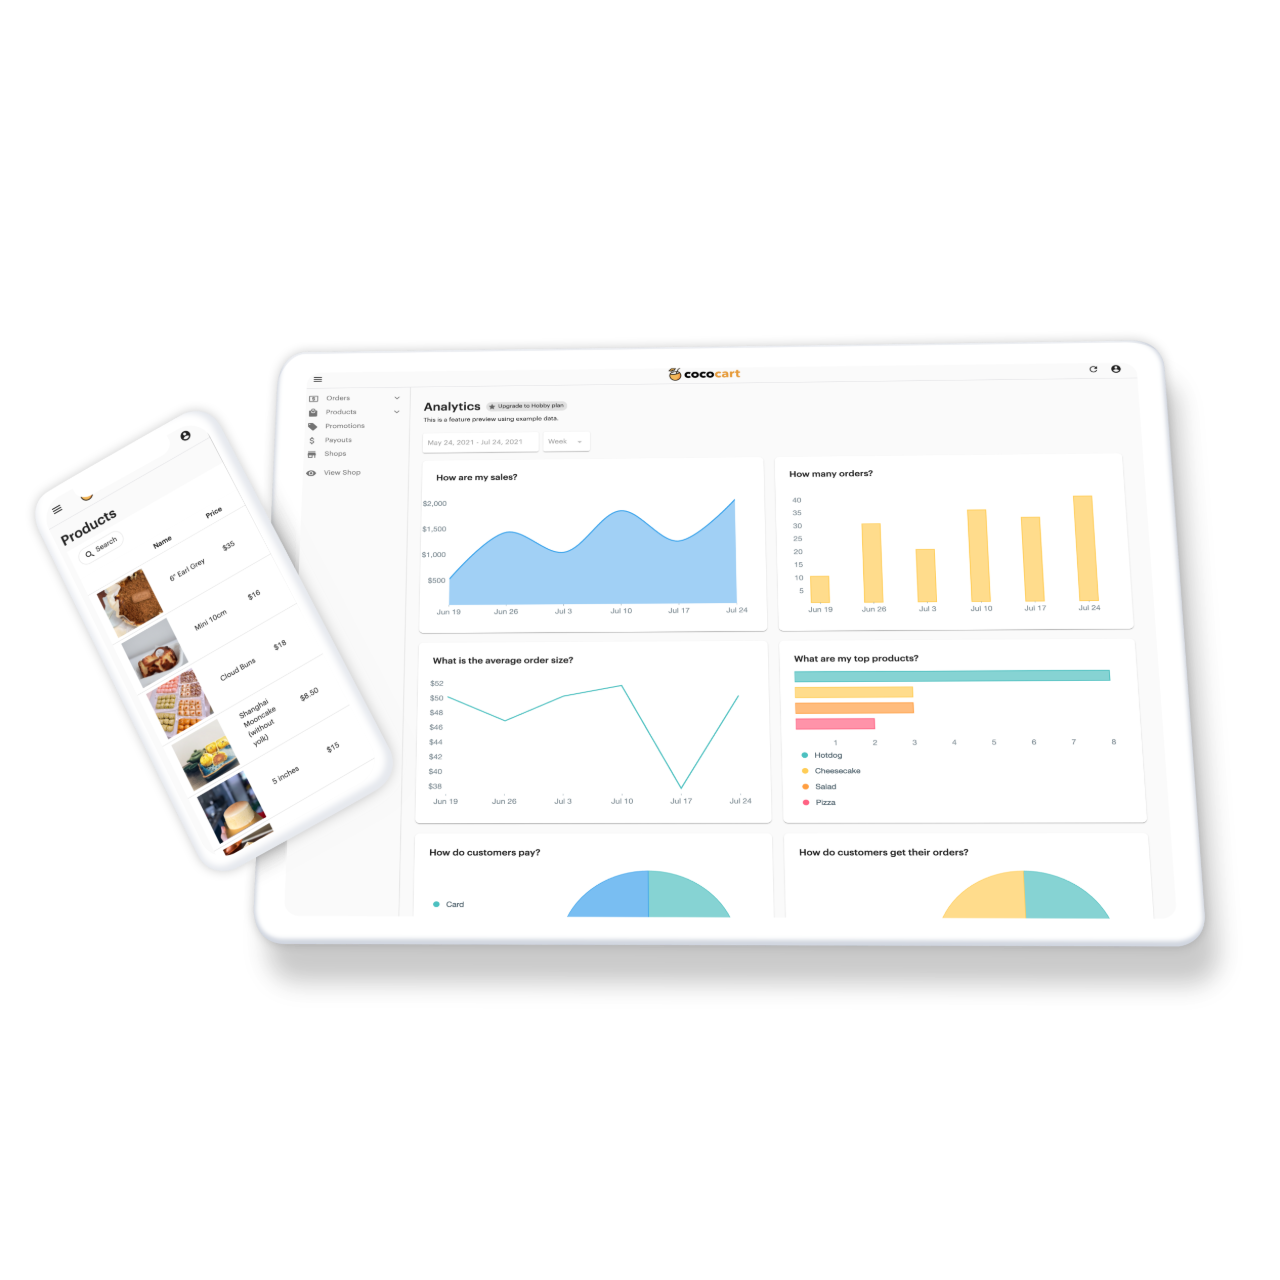 Products
Search
Name
Price
6" Earl Grey
$35
Mini 10cm
$16
Cloud Buns
$18
Shanghai
Mooncake
(without
yolk)
$8.50
5 inches
$15
cococart
Orders
Products
Promotions
Payouts
Shops
View Shop
Analytics
Upgrade to Hobby plan
This is a feature preview using example data.
May 24, 2021 - Jul 24, 2021
Week
How are my sales?
$2,000
$1,500
$1,000
$500
Jun 19 Jun 26 Jul 3 Jul 10 Jul 17 Jul 24
How many orders?
40
35
30
25
20
15
10
5
Jun 19 Jun 26 Jul 3 Jul 10 Jul 17 Jul 24
What is the average order size?
$52
$50
$48
$46
$44
$42
$40
$38
Jun 19 Jun 26 Jul 3 Jul 10 Jul 17 Jul 24
What are my top products?
1 2 3 4 5 6 7 8
Hotdog
Cheesecake
Salad
Pizza
How do customers pay?
Card
How do customers get their orders?